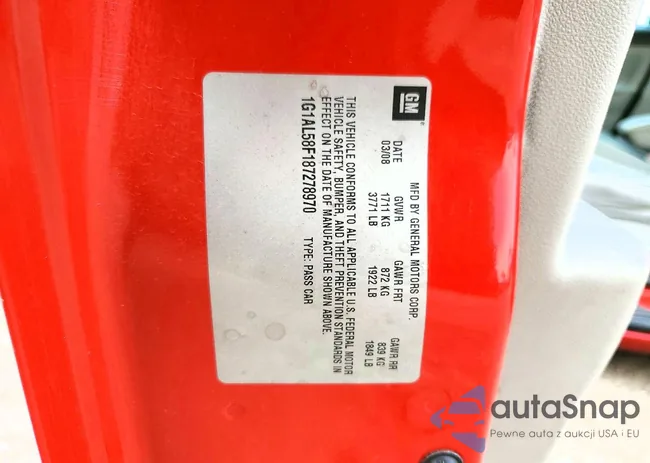 GM
MFD BY GENERAL MOTORS CORP.
DATE GVWR GAWR FRT GAWR RR
03/08 1711 KG 872 KG 839 KG
3771 LB 1922 LB 1849 LB
THIS VEHICLE CONFORMS TO ALL APPLICABLE U.S. FEDERAL MOTOR
VEHICLE SAFETY, BUMPER, AND THEFT PREVENTION STANDARDS IN
EFFECT ON THE DATE OF MANUFACTURE SHOWN ABOVE.
1G1AL58F187278970 TYPE: PASS CAR
autaSnap
Pewne auta z aukcji USA i EU